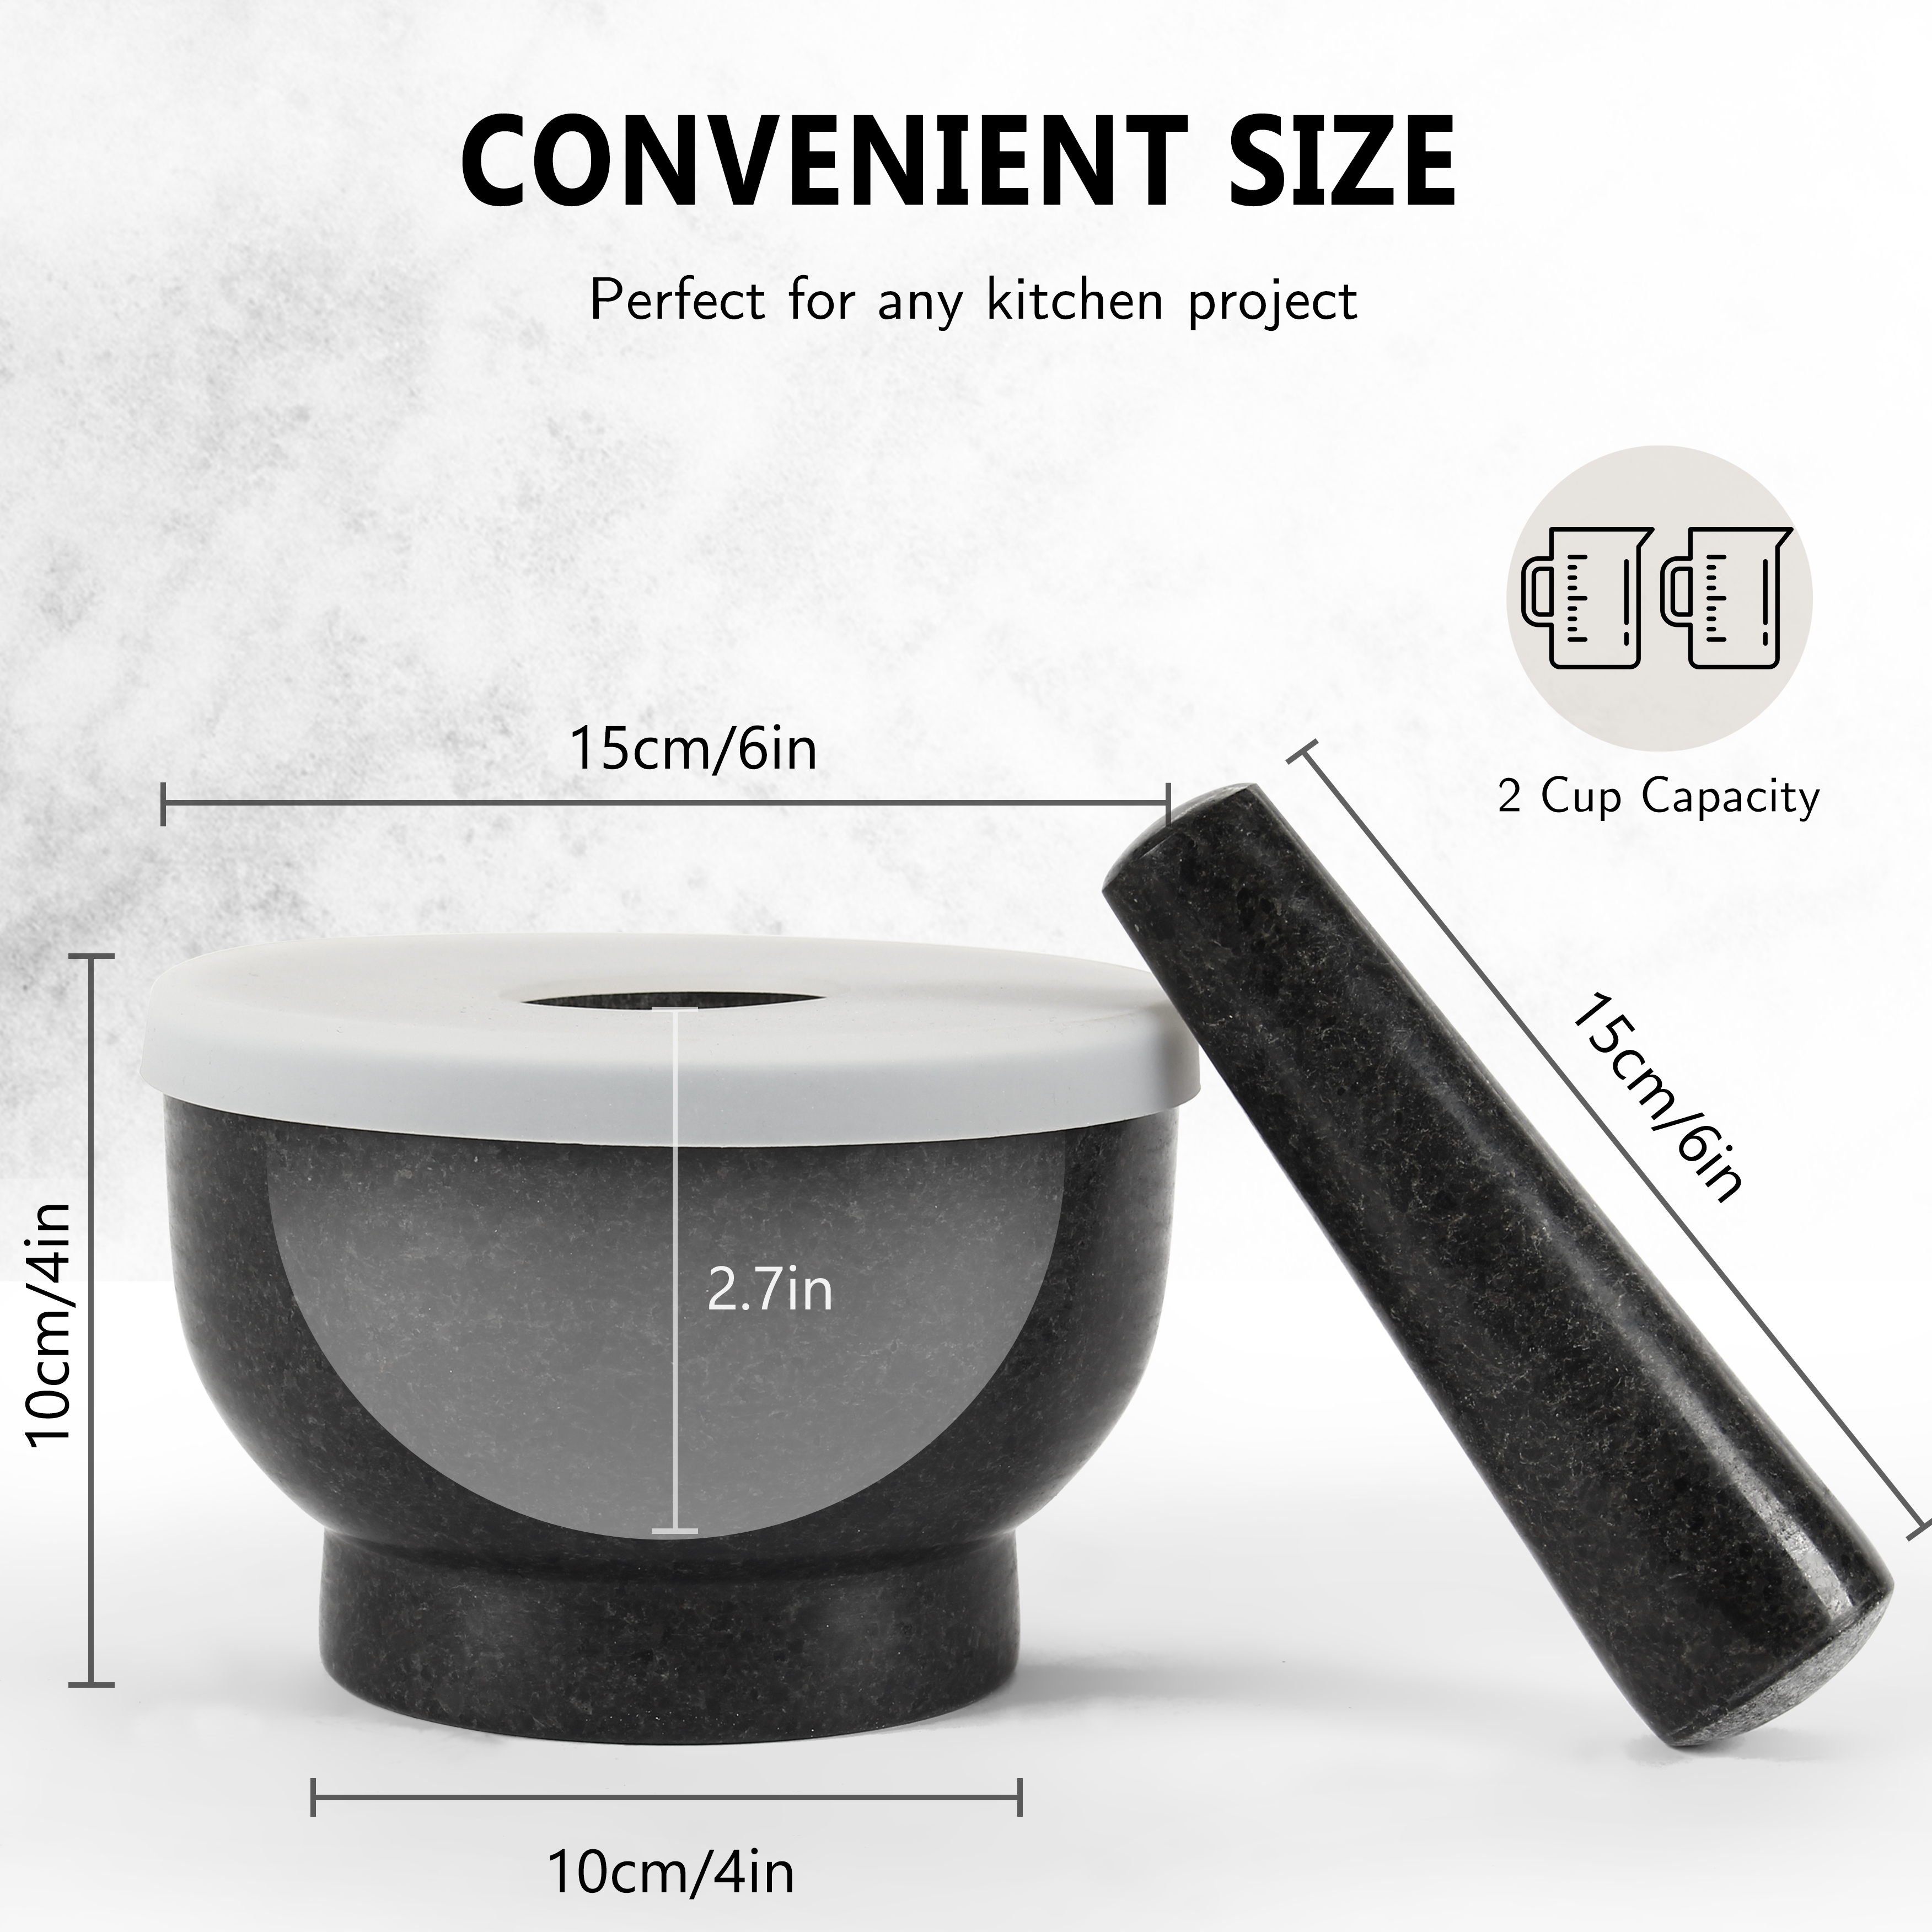 CONVENIENT SIZE
Perfect for any kitchen project
2 Cup Capacity
15cm/6in
15cm/6in
10cm/4in
2.7in
10cm/4in